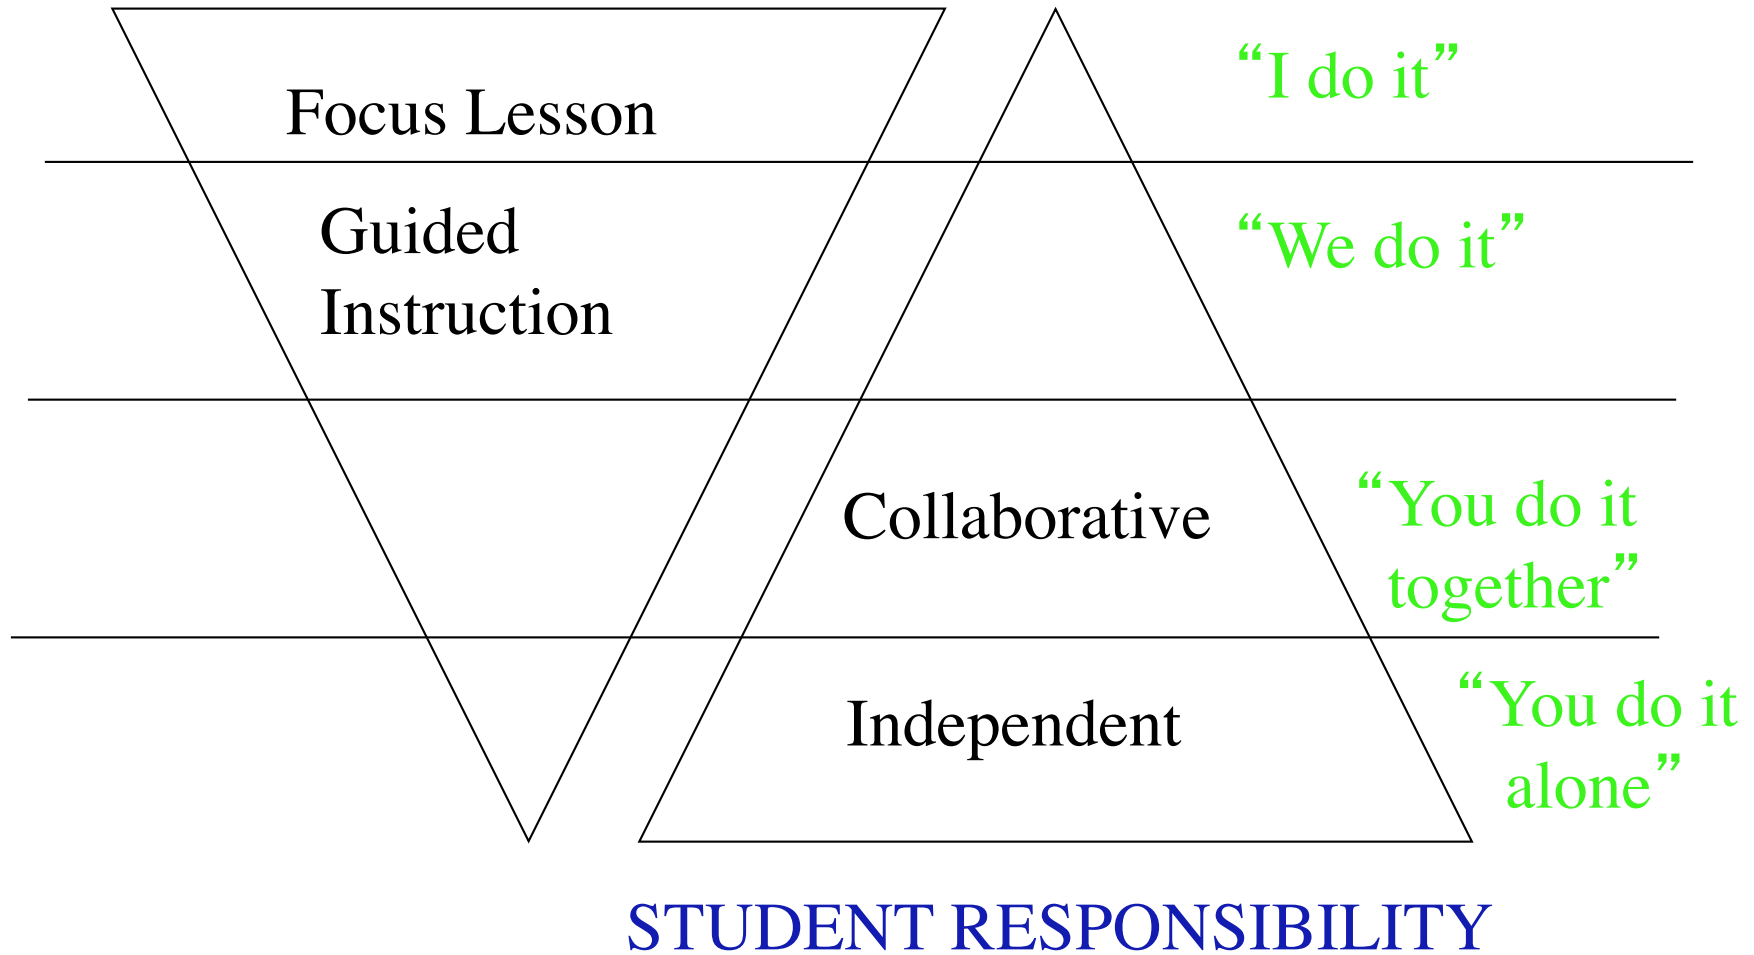 Focus Lesson
“I do it”
Guided
Instruction
“We do it”
Collaborative
“You do it
together”
Independent
“You do it
alone”
STUDENT RESPONSIBILITY